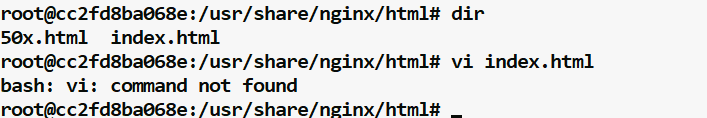 root@cc2fd8ba068e:/usr/share/nginx/html# dir
50x.html  index.html
root@cc2fd8ba068e:/usr/share/nginx/html# vi index.html
bash: vi: command not found
root@cc2fd8ba068e:/usr/share/nginx/html# _